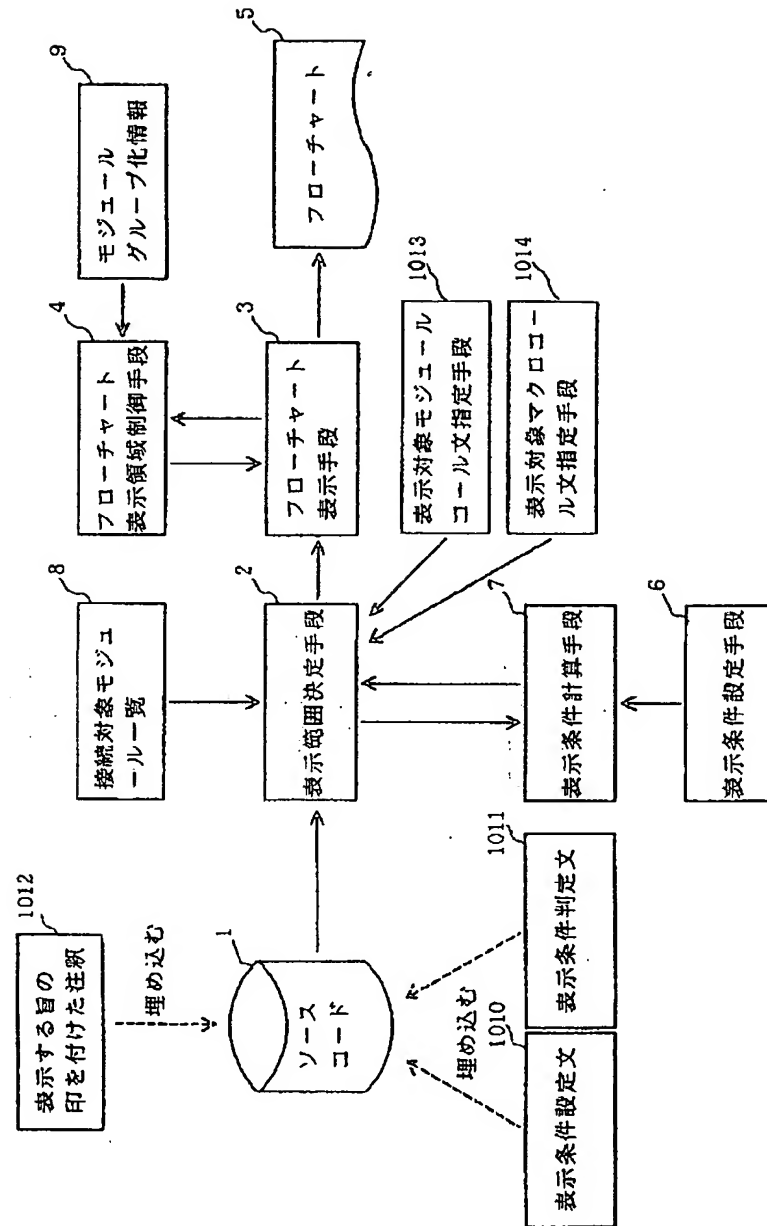 1012
表示する旨の
印を付けた注釈
埋め込む
1
ソース
コード
埋め込む
1010
表示条件設定文
1011
表示条件判定文
8
接続対象モジュ
ール一覧
2
表示範囲決定手段
7
表示条件計算手段
6
表示条件設定手段
4
フローチャート
表示領域制御手段
9
モジュール
グループ化情報
3
フローチャート
表示手段
5
フローチャート
1013
表示対象モジュール
コール文指定手段
1014
表示対象マクロコー
ル文指定手段